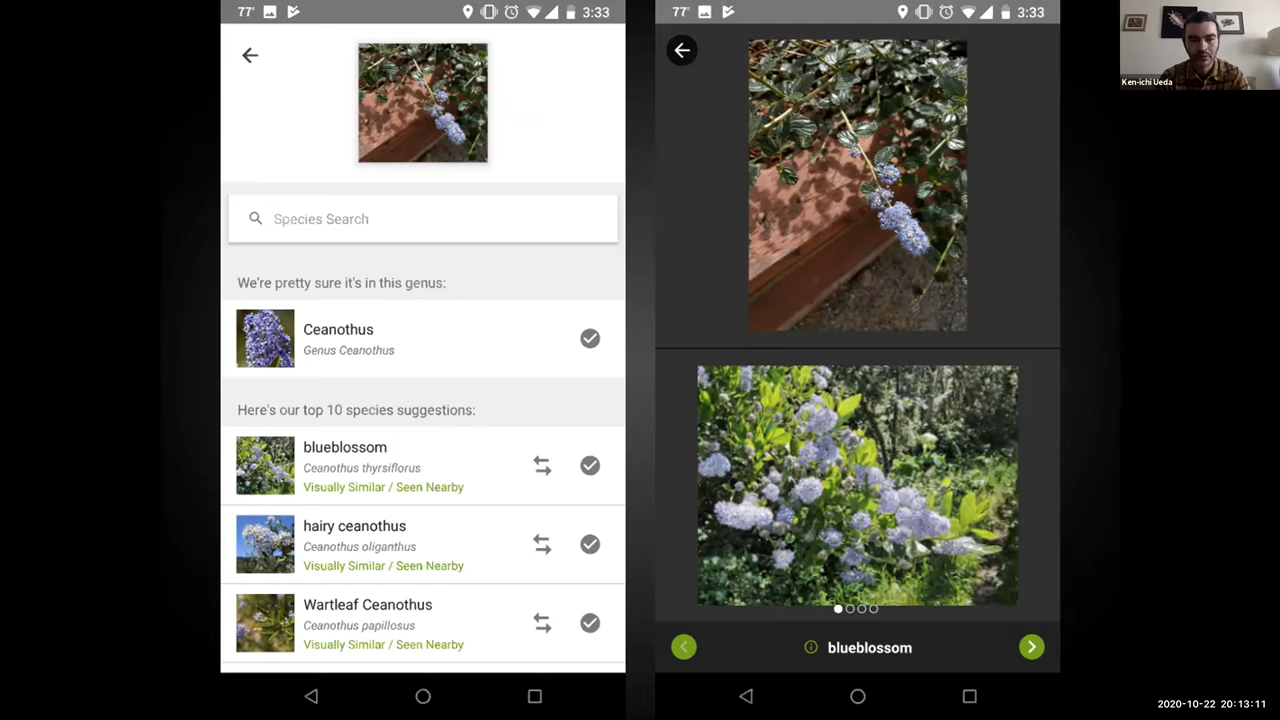 77°
3:33
Species Search
We're pretty sure it's in this genus:
Ceanothus
Genus Ceanothus
Here's our top 10 species suggestions:
blueblossom
Ceanothus thyrsiflorus
Visually Similar / Seen Nearby
hairy ceanothus
Ceanothus oliganthus
Visually Similar / Seen Nearby
Wartleaf Ceanothus
Ceanothus papillosus
Visually Similar / Seen Nearby
77°
3:33
blueblossom
Ken-ichi Ueda
2020-10-22 20:13:11